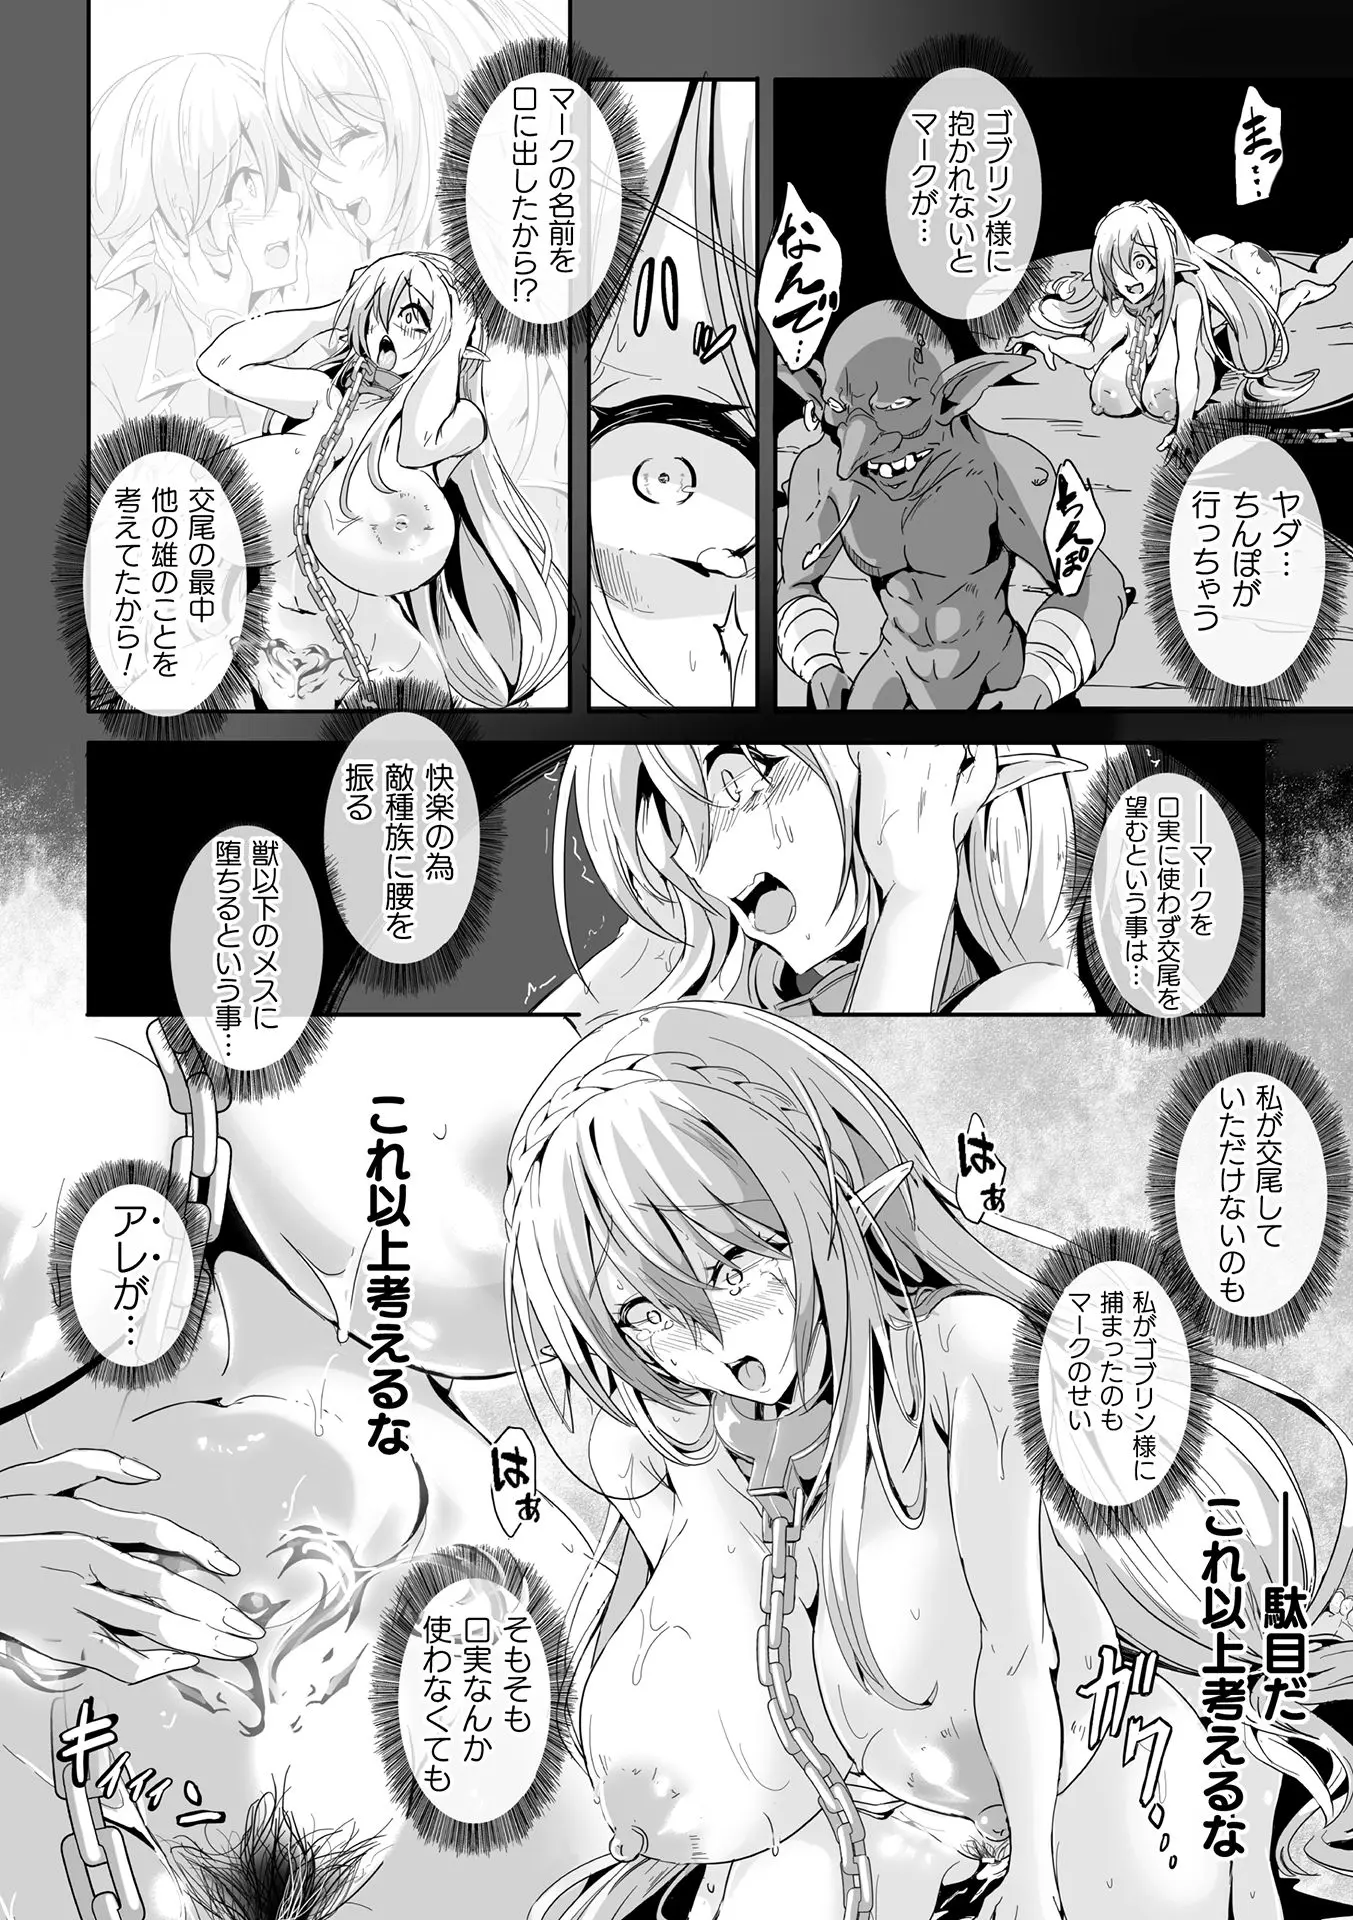 まっ…
ヤダ…
ちんぽが
行っちゃう
ゴブリン様に
抱かれないと
マークが…
なんで…
ちんぽ
マークの名前を
口に出したから!?
交尾の最中
他の雄のことを
考えてたから！
――マークを
口実に使わず交尾を
望むという事は…
快楽の為
敵種族に腰を
振る
獣以下のメスに
堕ちるという事…
私が交尾して
いただけないのも
私がゴブリン様に
捕まったのも
マークのせい
――駄目だ
これ以上考えるな
はぁ
はぁ
ガク
そもそも
口実なんか
使わなくても
これ以上考えるな
アレが…
キィィィン